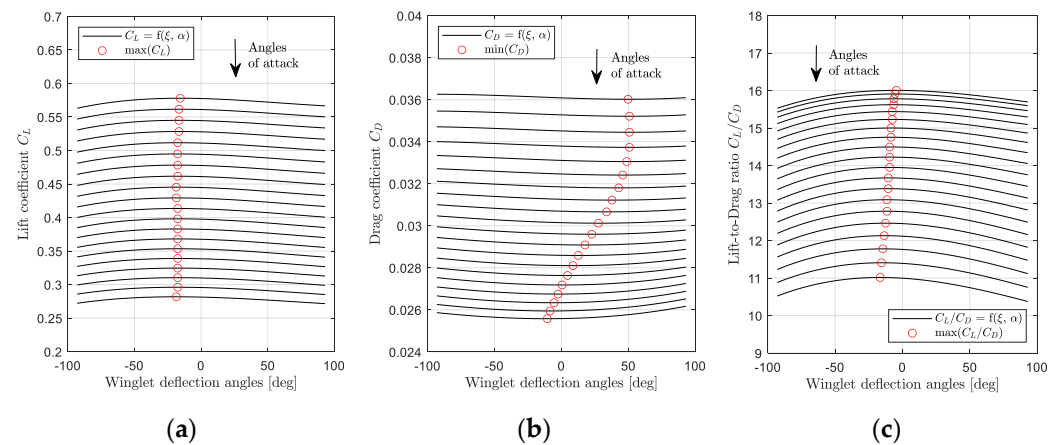 0.7
0.65
0.6
0.55
0.5
0.45
0.4
0.35
0.3
0.25
0.2
-100
-50
0
50
100
Lift coefficient C_L
Winglet deflection angles [deg]
C_L = f(ξ, α)
max(C_L)
Angles
of attack
(a)
0.04
0.038
0.036
0.034
0.032
0.03
0.028
0.026
0.024
-100
-50
0
50
100
Drag coefficient C_D
Winglet deflection angles [deg]
C_D = f(ξ, α)
min(C_D)
Angles
of attack
(b)
18
17
16
15
14
13
12
11
10
9
-100
-50
0
50
100
Lift-to-Drag ratio C_L/C_D
Winglet deflection angles [deg]
Angles
of attack
C_L/C_D = f(ξ, α)
max(C_L/C_D)
(c)